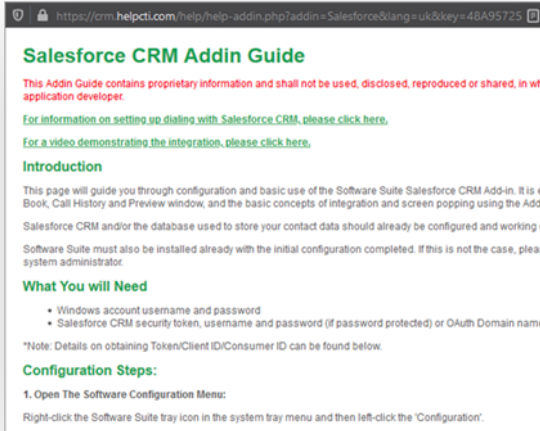 https://crm.helpcti.com/help/help-addin.php?addin=Salesforce&lang=uk&key=48A95725
Salesforce CRM Addin Guide
This Addin Guide contains proprietary information and shall not be used, disclosed, reproduced or shared, in
application developer.
For information on setting up dialing with Salesforce CRM, please click here.
For a video demonstrating the integration, please click here.
Introduction
This page will guide you through configuration and basic use of the Software Suite Salesforce CRM Add-in. It is
Book, Call History and Preview window, and the basic concepts of integration and screen popping using the
Salesforce CRM and/or the database used to store your contact data should already be configured and working
Software Suite must also be installed already with the initial configuration completed. If this is not the case,
system administrator.
What You will Need
• Windows account username and password
• Salesforce CRM security token, username and password (if password protected) or OAuth Domain
*Note: Details on obtaining Token/Client ID/Consumer ID can be found below.
Configuration Steps:
1. Open The Software Configuration Menu:
Right-click the Software Suite tray icon in the system tray menu and then left-click the 'Configuration'.